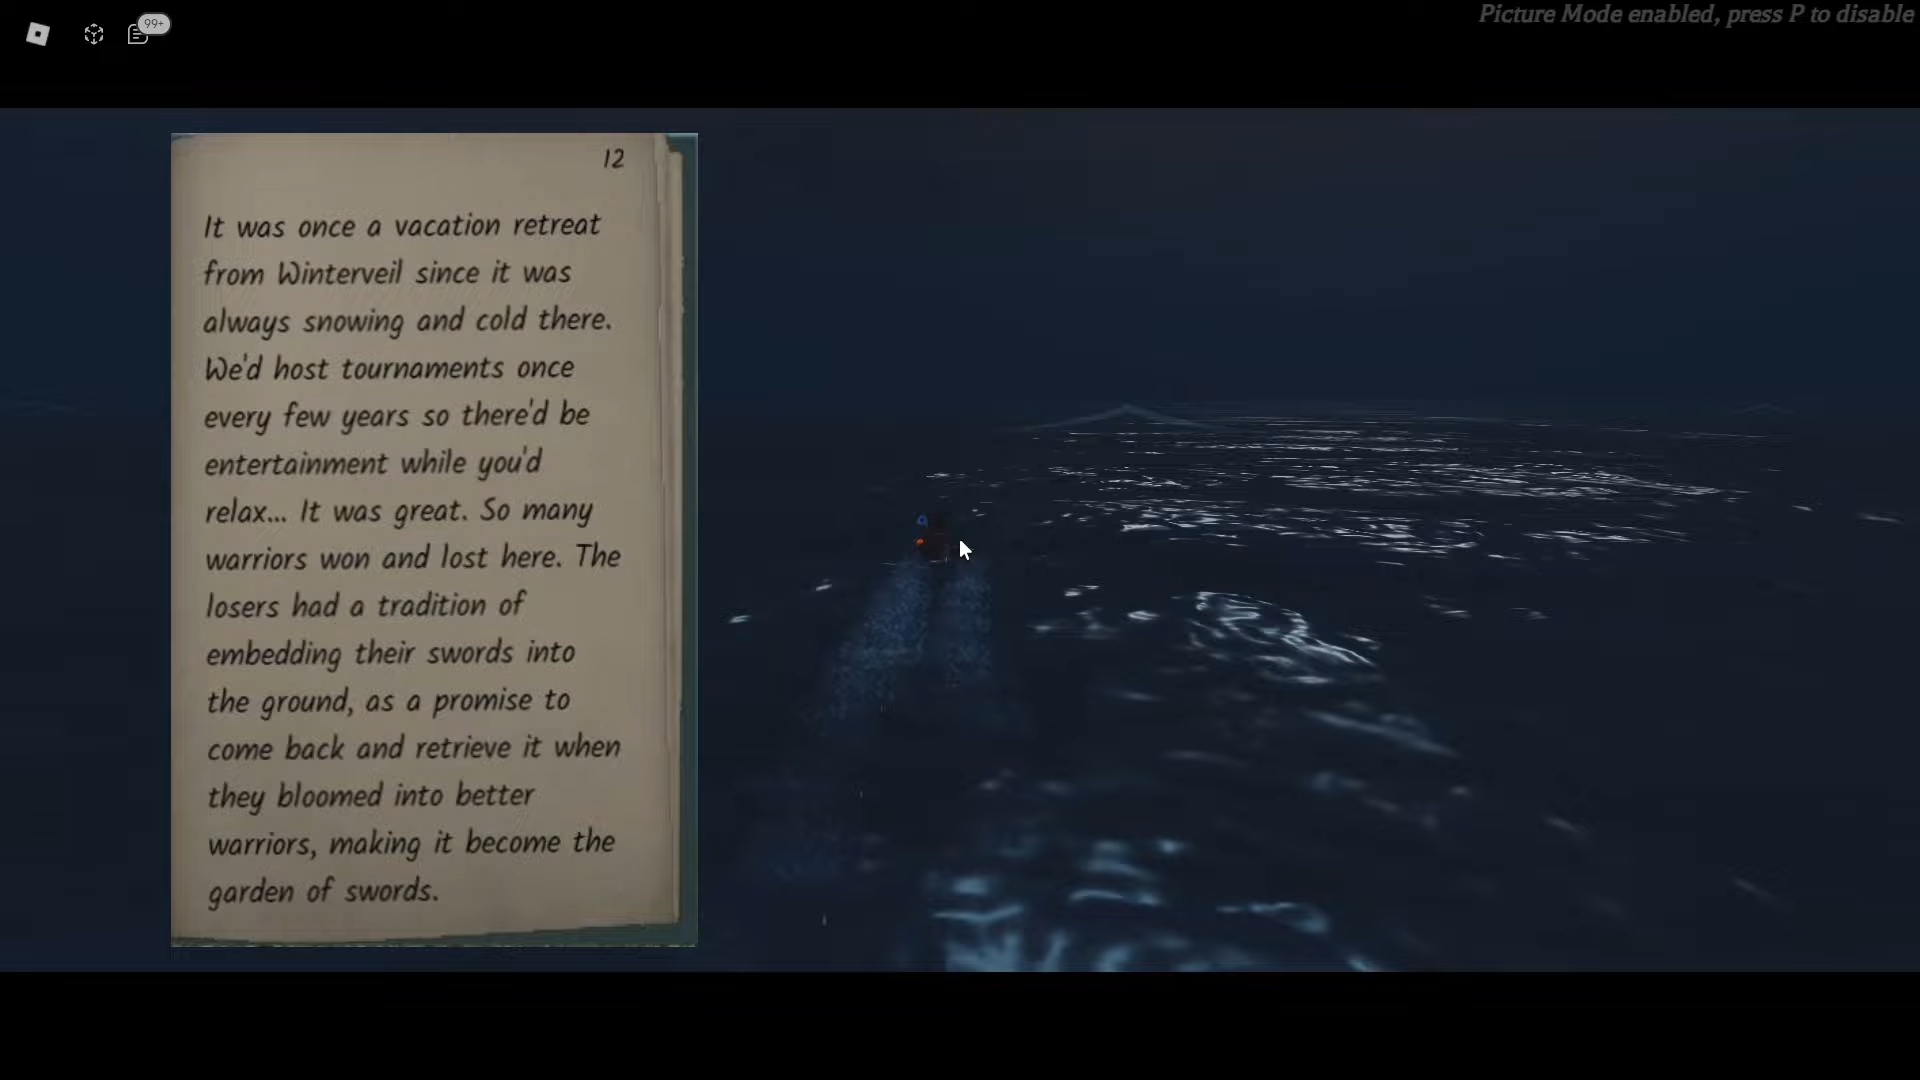 99+
Picture Mode enabled, press P to disable
12
It was once a vacation retreat
from Winterveil since it was
always snowing and cold there.
We'd host tournaments once
every few years so there'd be
entertainment while you'd
relax... It was great. So many
warriors won and lost here. The
losers had a tradition of
embedding their swords into
the ground, as a promise to
come back and retrieve it when
they bloomed into better
warriors, making it become the
garden of swords.